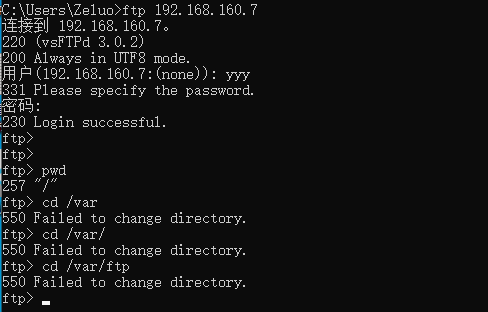 C:\Users\Zeluo>ftp 192.168.160.7
连接到 192.168.160.7。
220 (vsFTPd 3.0.2)
200 Always in UTF8 mode.
用户(192.168.160.7:(none)): yyy
331 Please specify the password.
密码:
230 Login successful.
ftp>
ftp>
ftp> pwd
257 "/"
ftp> cd /var
550 Failed to change directory.
ftp> cd /var/
550 Failed to change directory.
ftp> cd /var/ftp
550 Failed to change directory.
ftp>